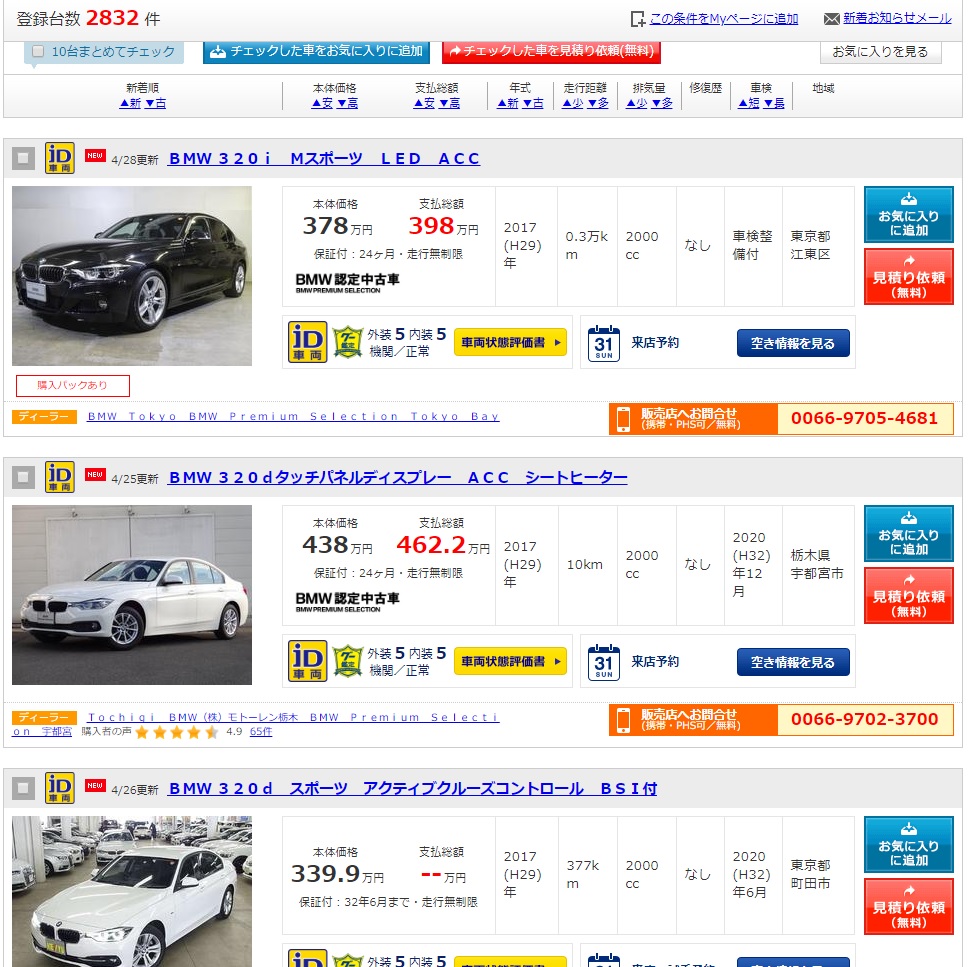 登録台数 2832 件
この条件をMyページに追加
新着お知らせメール
10台まとめてチェック
チェックした車をお気に入りに追加
チェックした車を見積り依頼(無料)
お気に入りを見る
新着順 本体価格 支払総額 年式 走行距離 排気量 修復歴 車検 地域
▲新 ▼古 ▲安 ▼高 ▲安 ▼高 ▲新 ▼古 ▲少 ▼多 ▲少 ▼多 ▲短 ▼長
iD 車両 NEW 4/28更新 BMW 320i Mスポーツ LED ACC
本体価格 支払総額
378万円 398万円
保証付：24ヶ月・走行無制限
BMW 認定中古車
BMW PREMIUM SELECTION
2017
(H29)
年
0.3万k
m
2000
cc
なし
車検整
備付
東京都
江東区
お気に入り
に追加
見積り依頼
(無料)
iD 車両 グー鑑定 外装 5 内装 5
機関／正常
車両状態評価書
31 SUN 来店予約
空き情報を見る
購入パックあり
ディーラー BMW Tokyo BMW Premium Selection Tokyo Bay
販売店へお問合せ
(携帯・PHS可／無料)
0066-9705-4681
iD 車両 NEW 4/25更新 BMW 320dタッチパネルディスプレー ACC シートヒーター
本体価格 支払総額
438万円 462.2万円
保証付：24ヶ月・走行無制限
BMW 認定中古車
BMW PREMIUM SELECTION
2017
(H29)
年
10km
2000
cc
なし
2020
(H32)
年12
月
栃木県
宇都宮市
お気に入り
に追加
見積り依頼
(無料)
iD 車両 グー鑑定 外装 5 内装 5
機関／正常
車両状態評価書
31 SUN 来店予約
空き情報を見る
ディーラー Tochigi BMW（株）モトーレン栃木 BMW Premium Selecti
on 宇都宮 購入者の声 4.9 65件
販売店へお問合せ
(携帯・PHS可／無料)
0066-9702-3700
iD 車両 NEW 4/26更新 BMW 320d スポーツ アクティブクルーズコントロール BSI付
本体価格 支払総額
339.9万円 --万円
保証付：32年6月まで・走行無制限
2017
(H29)
年
377k
m
2000
cc
なし
2020
(H32)
年6月
東京都
町田市
お気に入り
に追加
見積り依頼
(無料)
iD 外装 5 内装 5